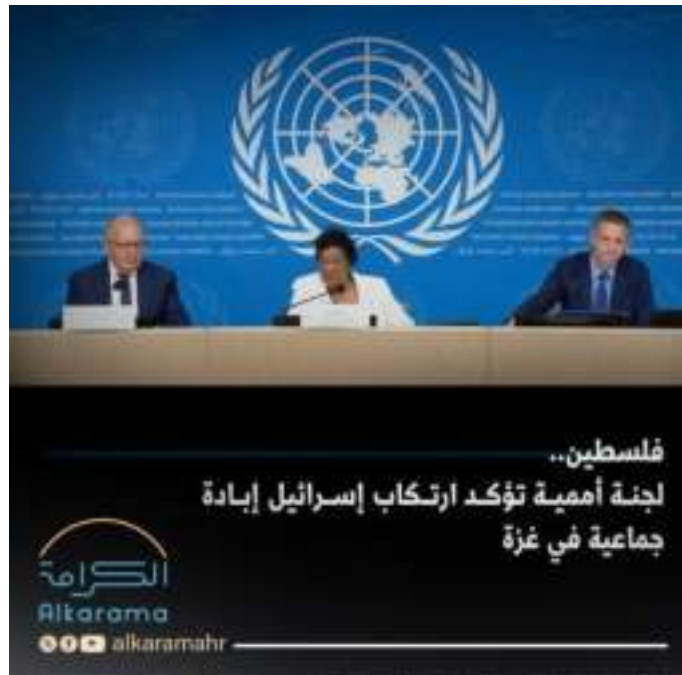 فلسطين..
لجنة أممية تؤكد ارتكاب إسرائيل إبادة
جماعية في غزة
الكرامة
Alkarama
alkaramahr